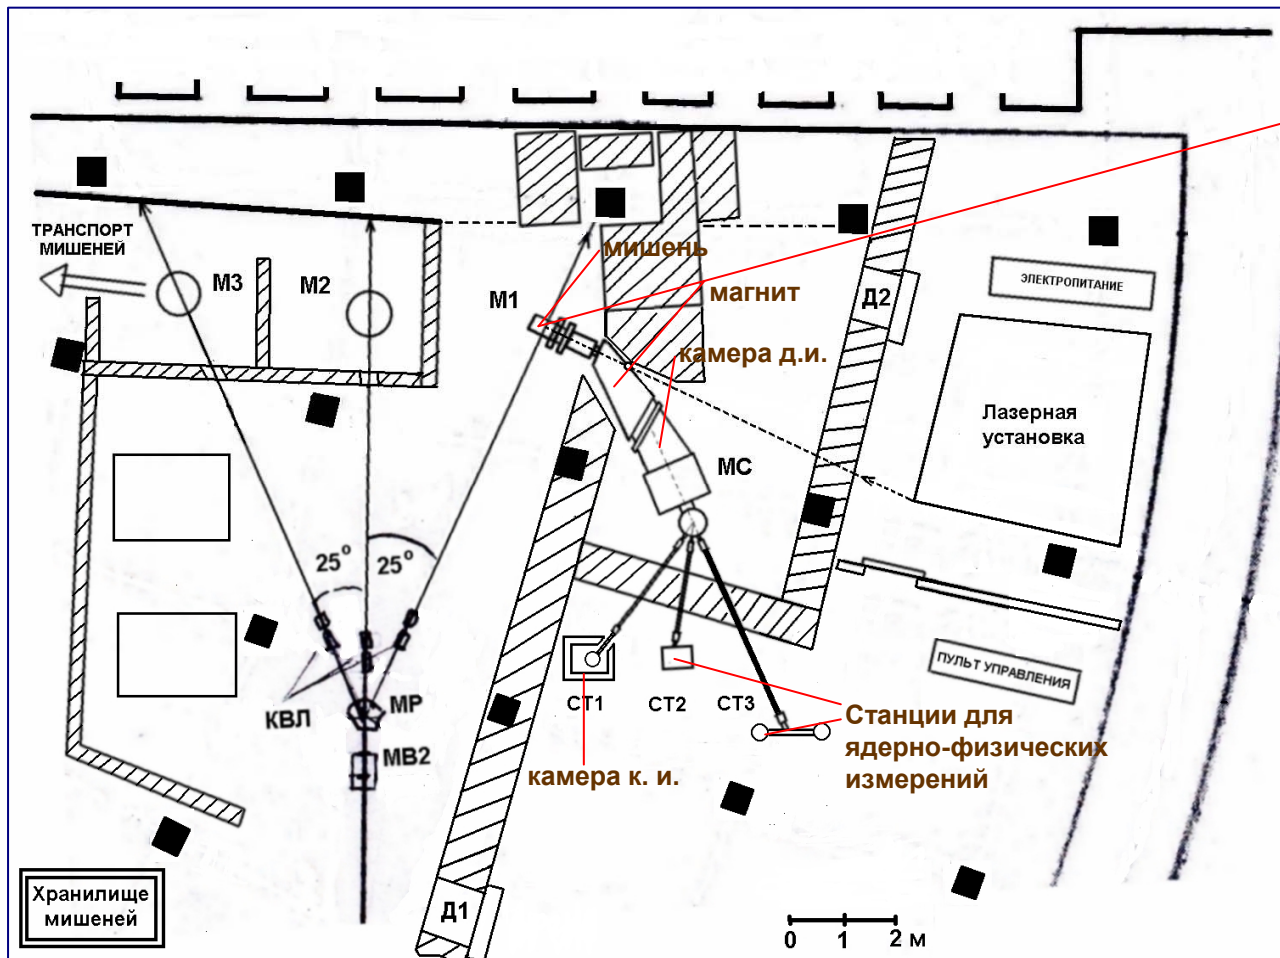 ТРАНСПОРТ
МИШЕНЕЙ
М3
М2
М1
мишень
магнит
камера д.и.
Д2
ЭЛЕКТРОПИТАНИЕ
Лазерная
установка
МС
25°
25°
КВЛ
МР
МВ2
СТ1
СТ2
СТ3
ПУЛЬТ УПРАВЛЕНИЯ
Станции для
ядерно-физических
измерений
камера к. и.
Хранилище
мишеней
Д1
0 1 2 м